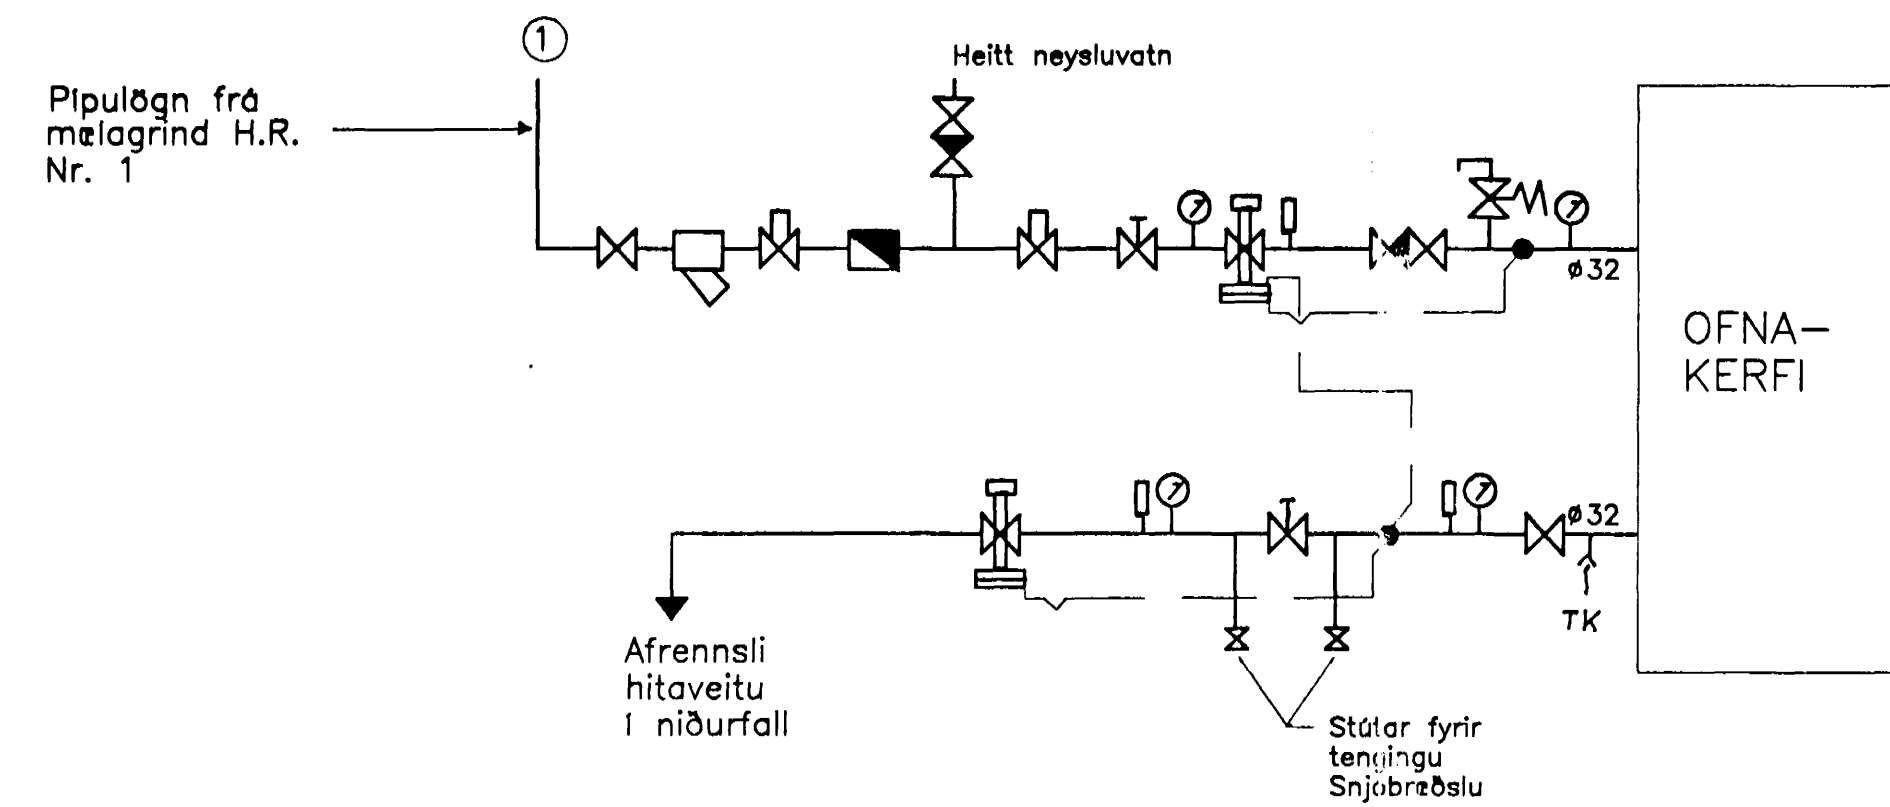 1
Heitt neysluvatn
Pípulögn frá
mælagrind H.R.
Nr. 1
ø32
OFNA-
KERFI
ø32
TK
Afrennsli
hitaveitu
í niðurfall
Stútar fyrir
tengingu
Snjóbræðslu